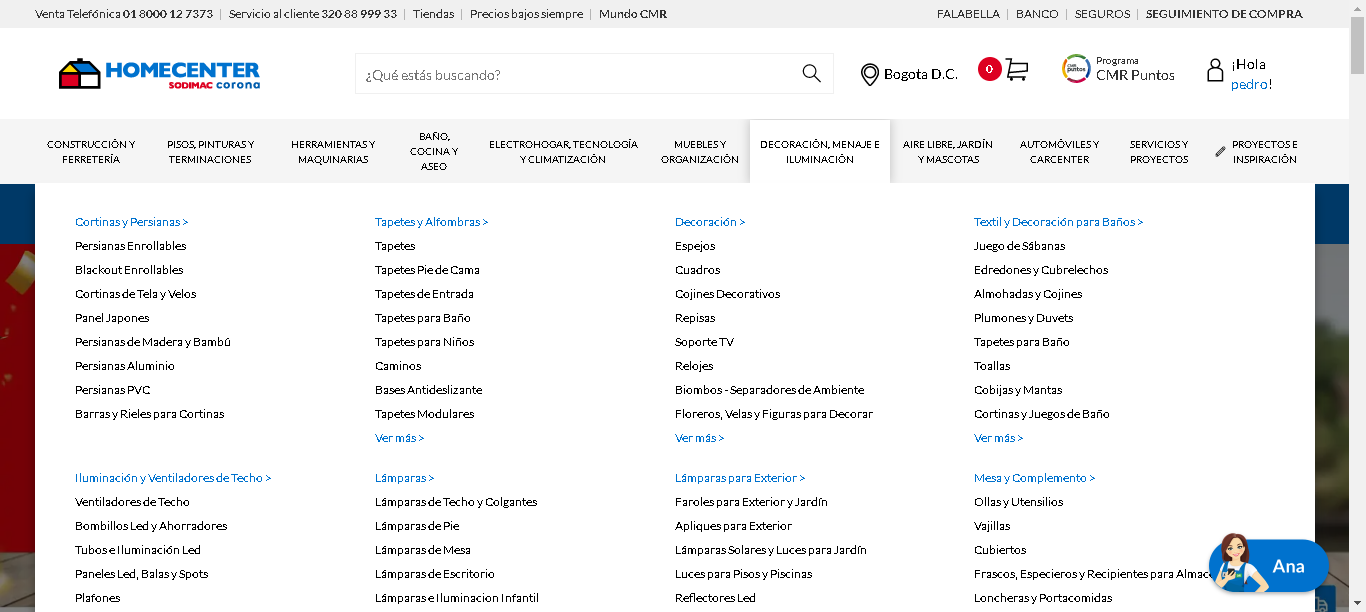 Venta Telefónica 01 8000 12 7373 | Servicio al cliente 320 88 999 33 | Tiendas | Precios bajos siempre | Mundo CMR
FALABELLA | BANCO | SEGUROS | SEGUIMIENTO DE COMPRA
HOMECENTER
SODIMAC corona
¿Qué estás buscando?
Bogota D.C.
0
CMR puntos
Programa
CMR Puntos
¡Hola
pedro!
CONSTRUCCIÓN Y
FERRETERÍA
PISOS, PINTURAS Y
TERMINACIONES
HERRAMIENTAS Y
MAQUINARIAS
BAÑO,
COCINA Y
ASEO
ELECTROHOGAR, TECNOLOGÍA
Y CLIMATIZACIÓN
MUEBLES Y
ORGANIZACIÓN
DECORACIÓN, MENAJE E
ILUMINACIÓN
AIRE LIBRE, JARDÍN
Y MASCOTAS
AUTOMÓVILES Y
CARCENTER
SERVICIOS Y
PROYECTOS
PROYECTOS E
INSPIRACIÓN
Cortinas y Persianas >
Persianas Enrollables
Blackout Enrollables
Cortinas de Tela y Velos
Panel Japones
Persianas de Madera y Bambú
Persianas Aluminio
Persianas PVC
Barras y Rieles para Cortinas
Tapetes y Alfombras >
Tapetes
Tapetes Pie de Cama
Tapetes de Entrada
Tapetes para Baño
Tapetes para Niños
Caminos
Bases Antideslizante
Tapetes Modulares
Ver más >
Decoración >
Espejos
Cuadros
Cojines Decorativos
Repisas
Soporte TV
Relojes
Biombos - Separadores de Ambiente
Floreros, Velas y Figuras para Decorar
Ver más >
Textil y Decoración para Baños >
Juego de Sábanas
Edredones y Cubrelechos
Almohadas y Cojines
Plumones y Duvets
Tapetes para Baño
Toallas
Cobijas y Mantas
Cortinas y Juegos de Baño
Ver más >
Iluminación y Ventiladores de Techo >
Ventiladores de Techo
Bombillos Led y Ahorradores
Tubos e Iluminación Led
Paneles Led, Balas y Spots
Plafones
Lámparas >
Lámparas de Techo y Colgantes
Lámparas de Pie
Lámparas de Mesa
Lámparas de Escritorio
Lámparas e Iluminacion Infantil
Lámparas para Exterior >
Faroles para Exterior y Jardín
Apliques para Exterior
Lámparas Solares y Luces para Jardín
Luces para Pisos y Piscinas
Reflectores Led
Mesa y Complemento >
Ollas y Utensilios
Vajillas
Cubiertos
Frascos, Especieros y Recipientes para Almac
Loncheras y Portacomidas
Ana